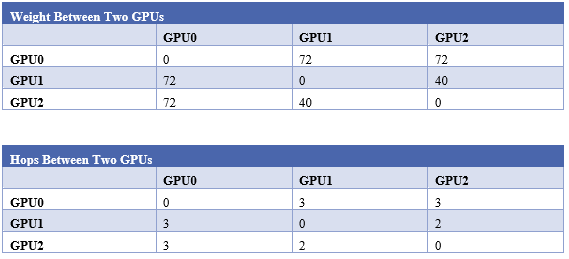 Weight Between Two GPUs
GPU0 GPU1 GPU2
GPU0 0 72 72
GPU1 72 0 40
GPU2 72 40 0
Hops Between Two GPUs
GPU0 GPU1 GPU2
GPU0 0 3 3
GPU1 3 0 2
GPU2 3 2 0